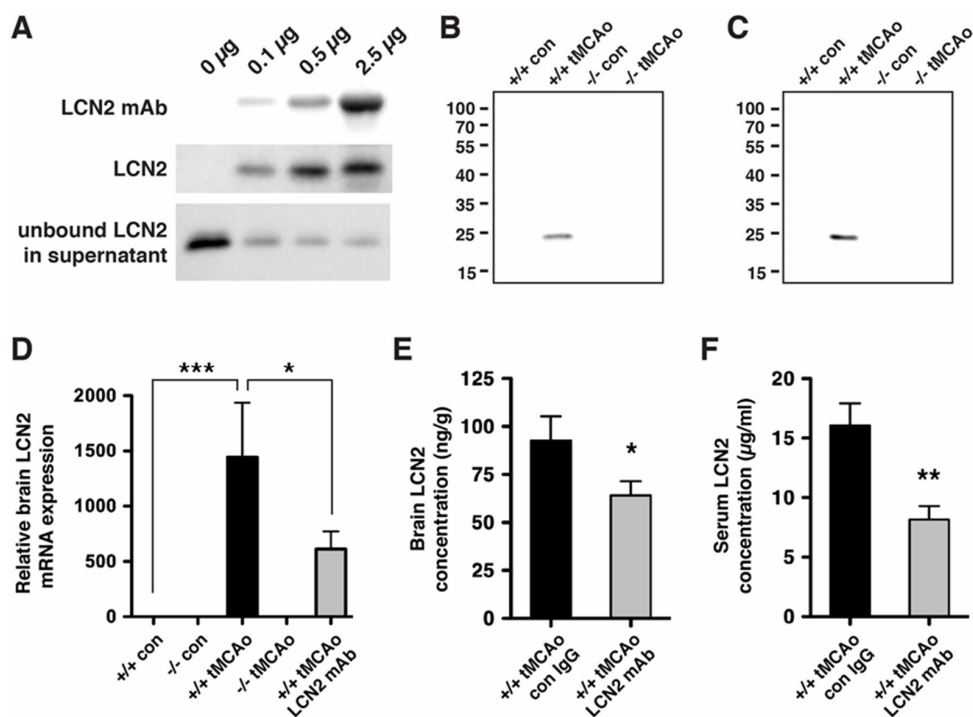 A
0 µg
0.1 µg
0.5 µg
2.5 µg
LCN2 mAb
LCN2
unbound LCN2
in supernatant
B
+/+ con
+/+ tMCAo
-/- con
-/- tMCAo
100
70
55
40
35
25
15
C
+/+ con
+/+ tMCAo
-/- con
-/- tMCAo
100
70
55
40
35
25
15
D
Relative brain LCN2
mRNA expression
2000
1500
1000
500
0
***
*
+/+ con
-/- con
+/+ tMCAo
-/- tMCAo
+/+ tMCAo
LCN2 mAb
E
Brain LCN2
concentration (ng/g)
125
100
75
50
25
0
*
+/+ tMCAo
con IgG
+/+ tMCAo
LCN2 mAb
F
Serum LCN2
concentration (µg/ml)
20
15
10
5
0
**
+/+ tMCAo
con IgG
+/+ tMCAo
LCN2 mAb